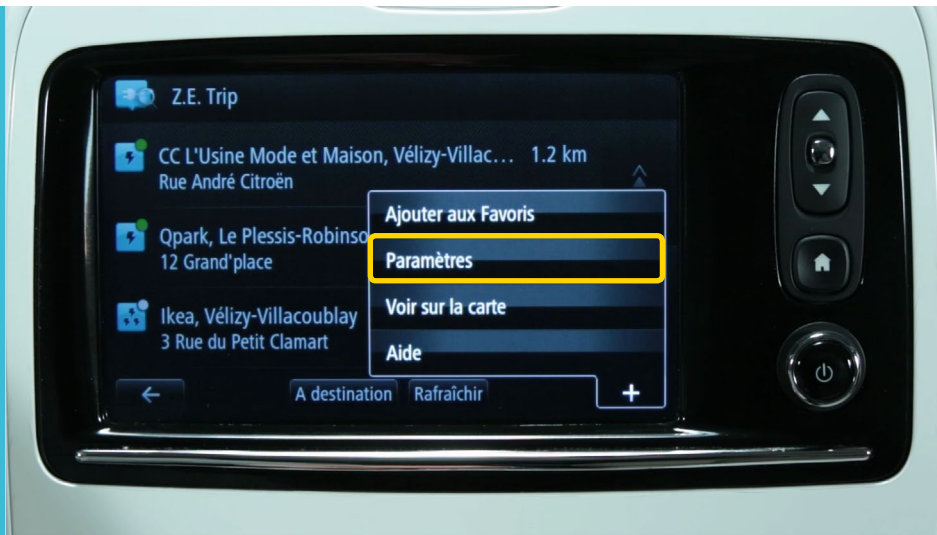 Z.E. Trip
CC L'Usine Mode et Maison, Vélizy-Villac... 1.2 km
Rue André Citroën
Qpark, Le Plessis-Robinso
12 Grand'place
Ikea, Vélizy-Villacoublay
3 Rue du Petit Clamart
Ajouter aux Favoris
Paramètres
Voir sur la carte
Aide
A destination Rafraîchir +